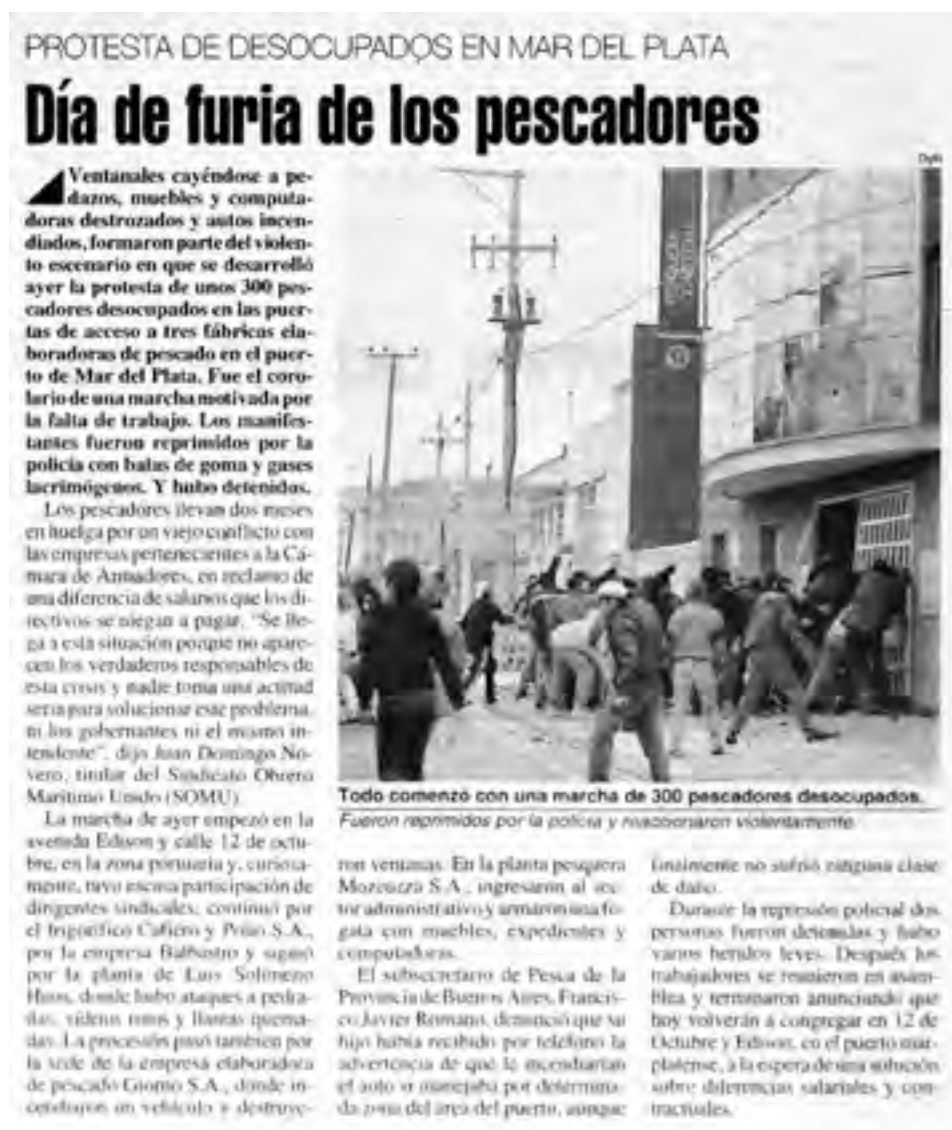 PROTESTA DE DESOCUPADOS EN MAR DEL PLATA
Día de furia de los pescadores
Ventanales cayéndose a pe-
dazos, muebles y computa-
doras destrozados y autos incen-
diados, formaron parte del violen-
to escenario en que se desarrolló
ayer la protesta de unos 300 pes-
cadores desocupados en las puer-
tas de acceso a tres fábricas ela-
boradoras de pescado en el puer-
to de Mar del Plata. Fue el coro-
lario de una marcha motivada por
la falta de trabajo. Los manifes-
tantes fueron reprimidos por la
policía con balas de goma y gases
lacrimógenos. Y hubo detenidos.
Los pescadores llevan dos meses
en huelga por un viejo conflicto con
las empresas pertenecientes a la Cá-
mara de Armadores, en reclamo de
una diferencia de salarios que los di-
rectivos se niegan a pagar. "Se lle-
ga a esta situación porque no apare-
cen los verdaderos responsables de
esta crisis y nadie toma una actitud
seria para solucionar este problema,
ni los gobernantes ni el mismo in-
tendente", dijo Juan Domingo No-
vero, titular del Sindicato Obrero
Marítimo Unido (SOMU)
La marcha de ayer empezó en la
avenida Edison y calle 12 de octu-
bre, en la zona portuaria y, curiosa-
mente, tuvo escasa participación de
dirigentes sindicales; continuó por
el frigorífico Cafiero y Polio S.A.,
por la empresa Balbastro y siguió
por la planta de Luis Solimeno
Hijos, donde hubo ataques a pedra-
das, vidrios rotos y llantas quema-
das. La procesión pasó también por
la sede de la empresa elaboradora
de pescado Giorno S.A., donde in-
cendiaron un vehículo y destruye-
Todo comenzó con una marcha de 300 pescadores desocupados.
Fueron reprimidos por la policía y reaccionaron violentamente.
ron ventanas. En la planta pesquera
S.A., ingresaron al sec-
tor administrativo y armaron una fo-
gata con muebles, expedientes y
computadoras.
El subsecretario de Pesca de la
Provincia de Buenos Aires, Francis-
co Javier Romano, denunció que su
hijo había recibido por teléfono la
advertencia de que le incendiarían
el auto si manejaba por determina-
da zona del área del puerto, aunque
finalmente no sufrió ninguna clase
de daño.
Durante la represión policial dos
personas fueron detenidas y hubo
varios heridos leves. Después los
trabajadores se reunieron en asam-
blea y terminaron anunciando que
hoy volverán a congregar en 12 de
Octubre y Edison, en el puerto mar-
platense, a la espera de una solución
sobre diferencias salariales y con-
tractuales.